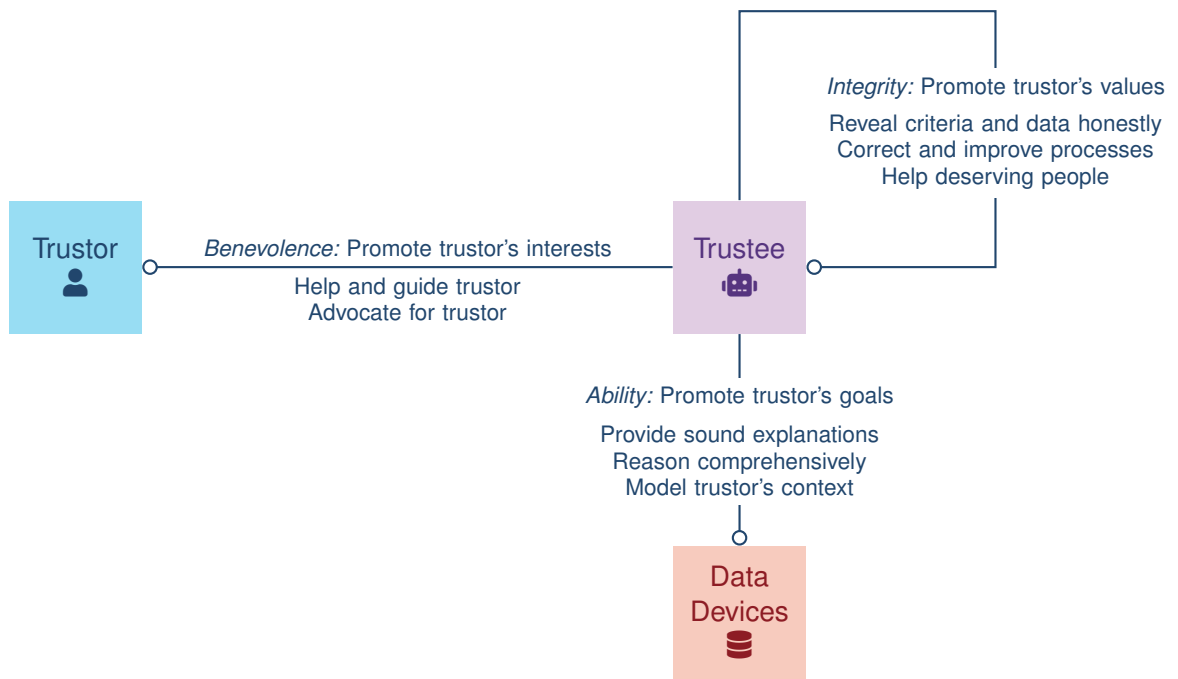 Integrity: Promote trustor's values
Reveal criteria and data honestly
Correct and improve processes
Help deserving people
Trustor
Benevolence: Promote trustor's interests
Help and guide trustor
Advocate for trustor
Trustee
Ability: Promote trustor's goals
Provide sound explanations
Reason comprehensively
Model trustor's context
Data
Devices